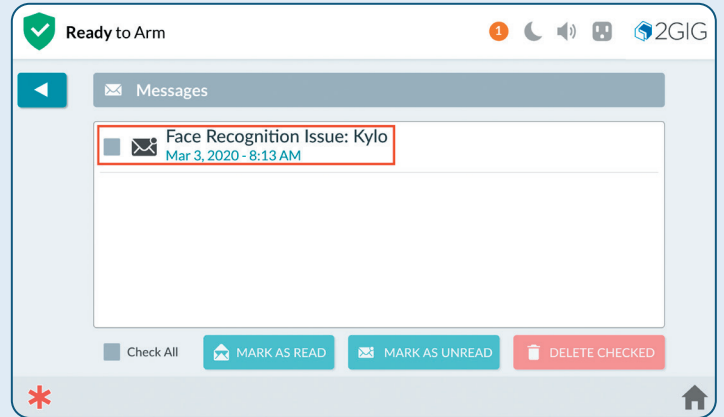 Ready to Arm
1
2GIG
Messages
Face Recognition Issue: Kylo
Mar 3, 2020 - 8:13 AM
Check All
MARK AS READ
MARK AS UNREAD
DELETE CHECKED